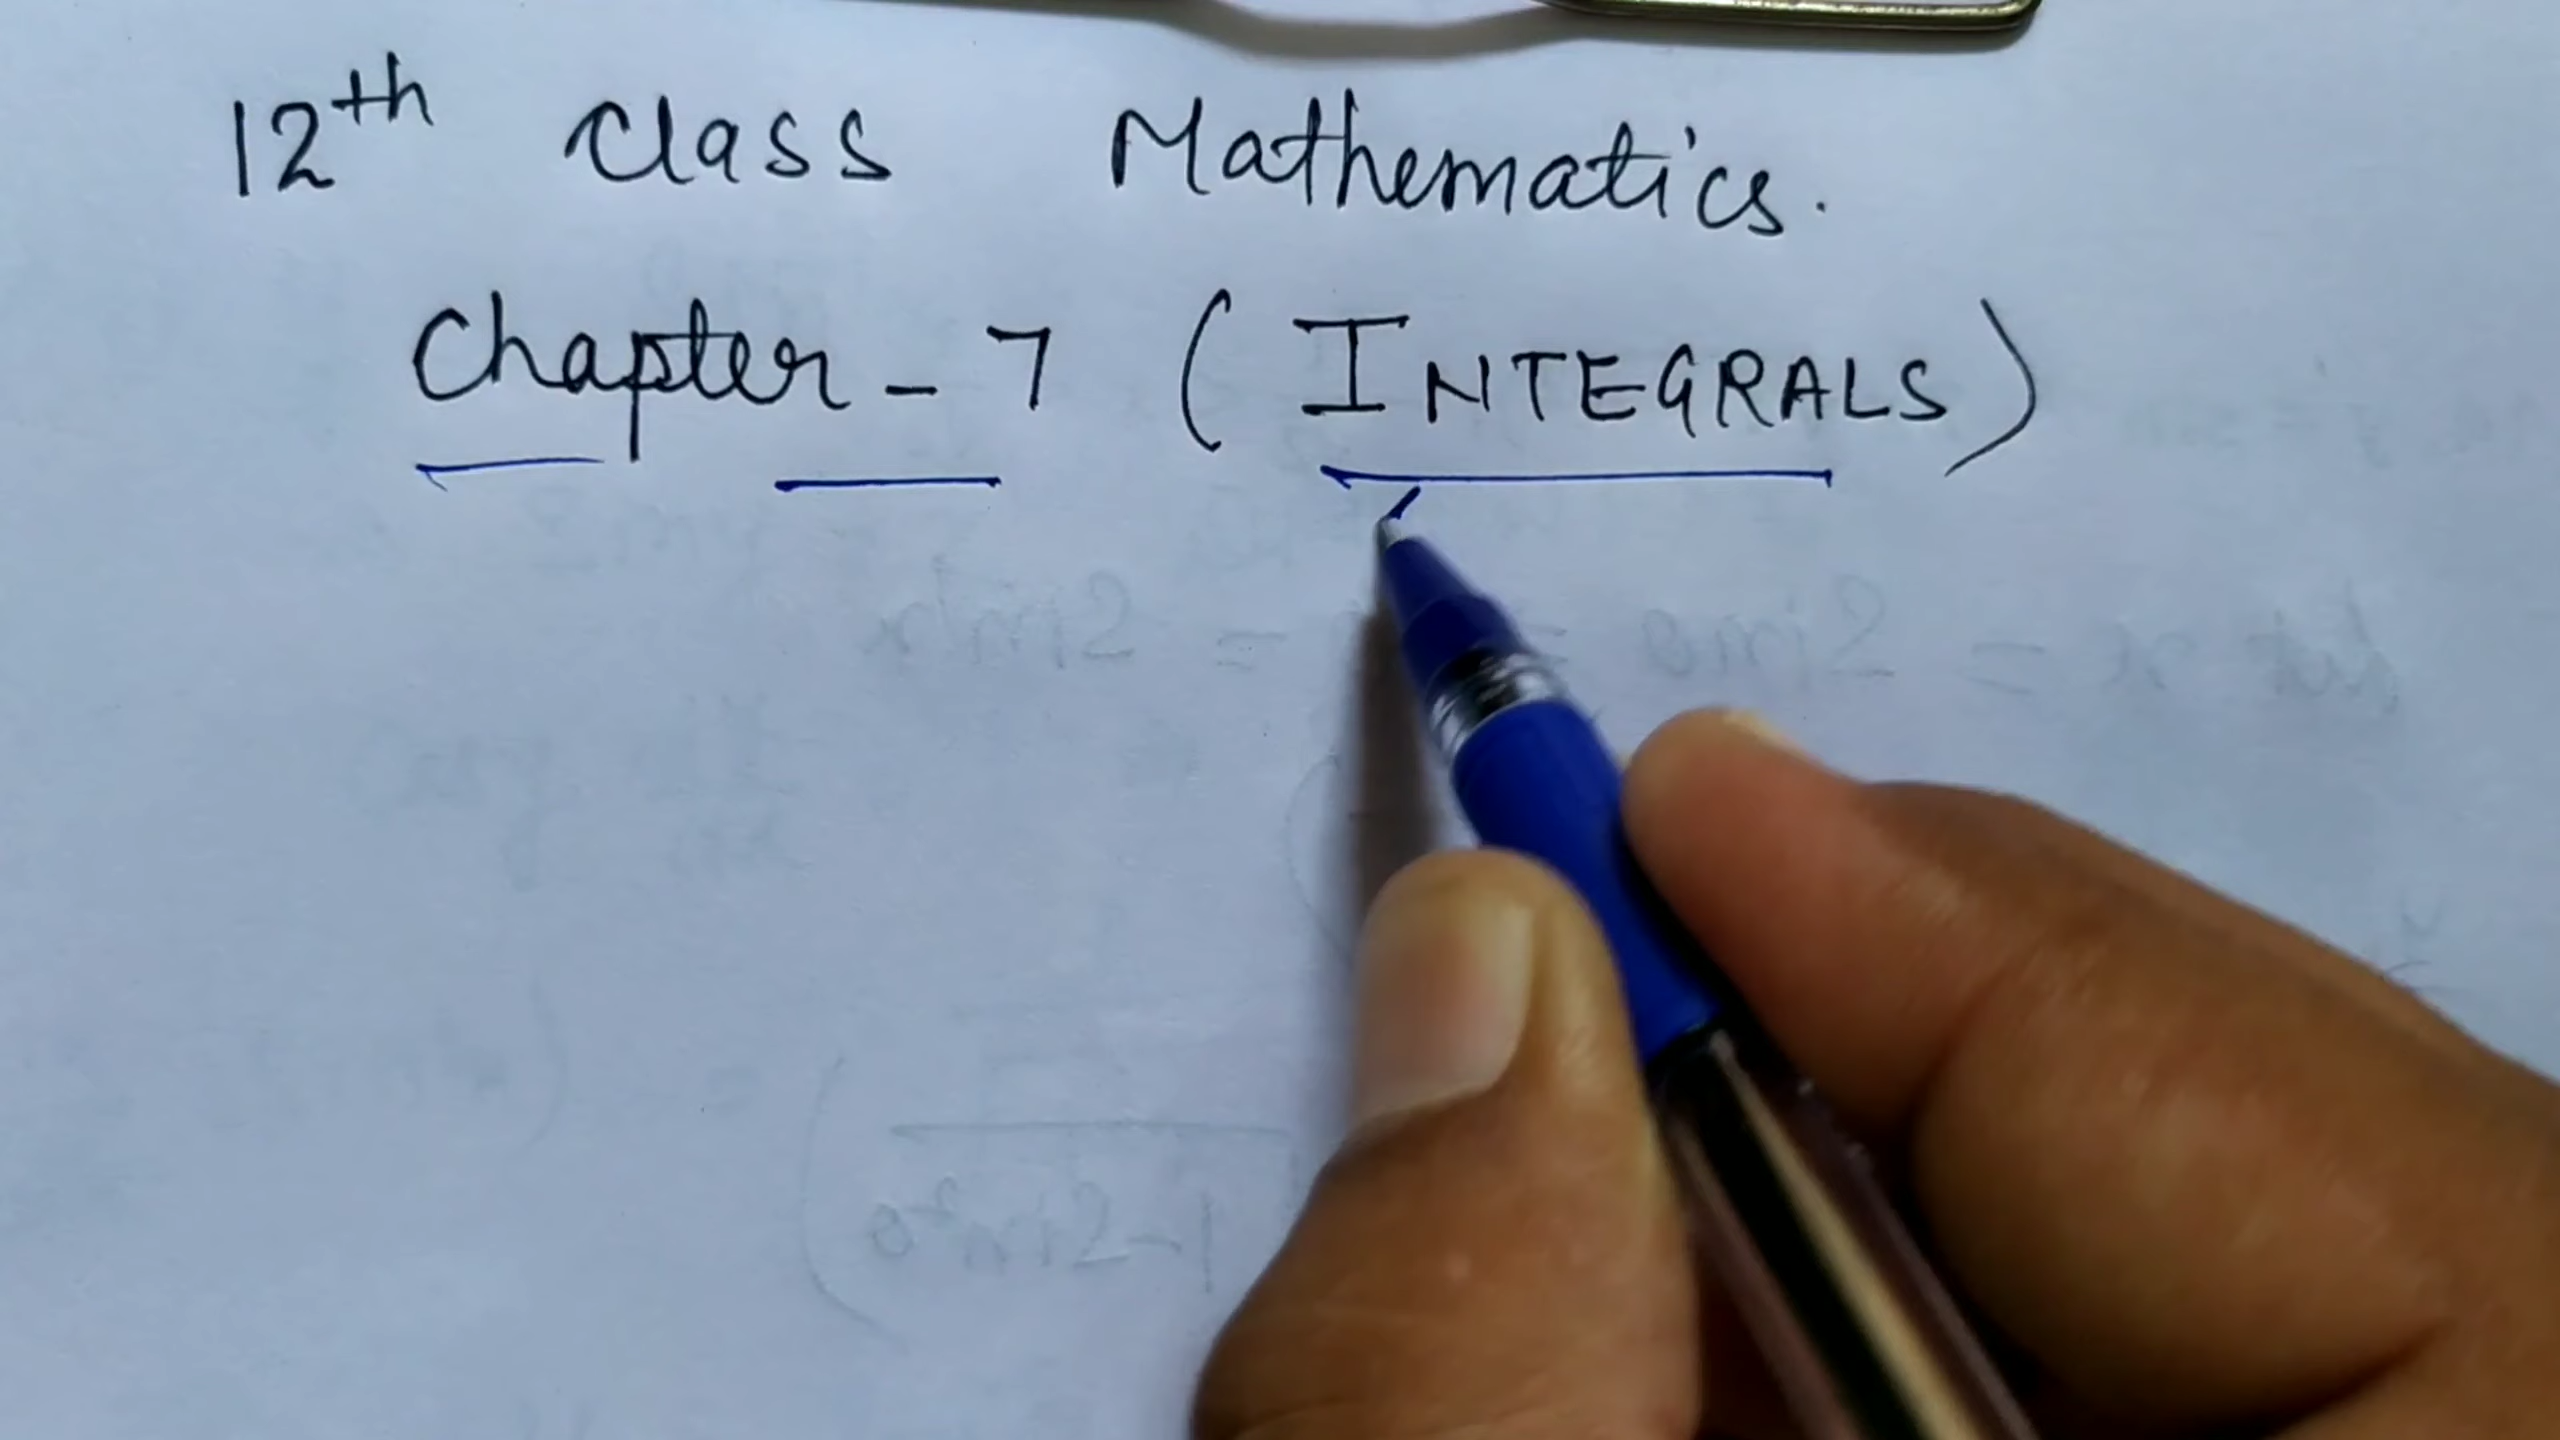 12th Class Mathematics.
Chapter - 7 ( INTEGRALS )